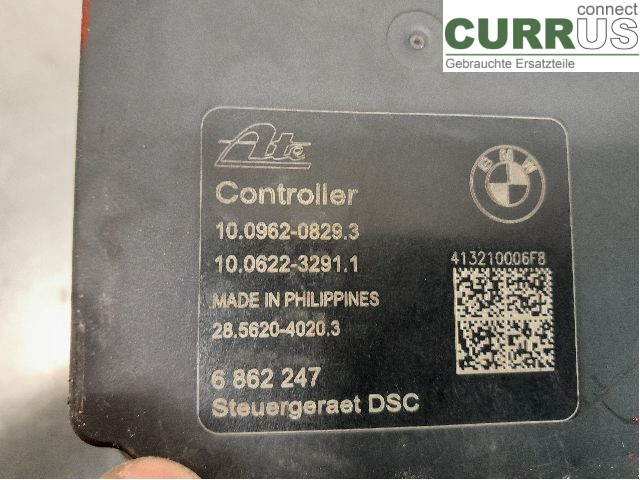 connect
CURRUS
Gebrauchte Ersatzteile
Ate
BMW
Controller
10.0962-0829.3
10.0622-3291.1
413210006F8
MADE IN PHILIPPINES
28.5620-4020.3
6 862 247
Steuergeraet DSC